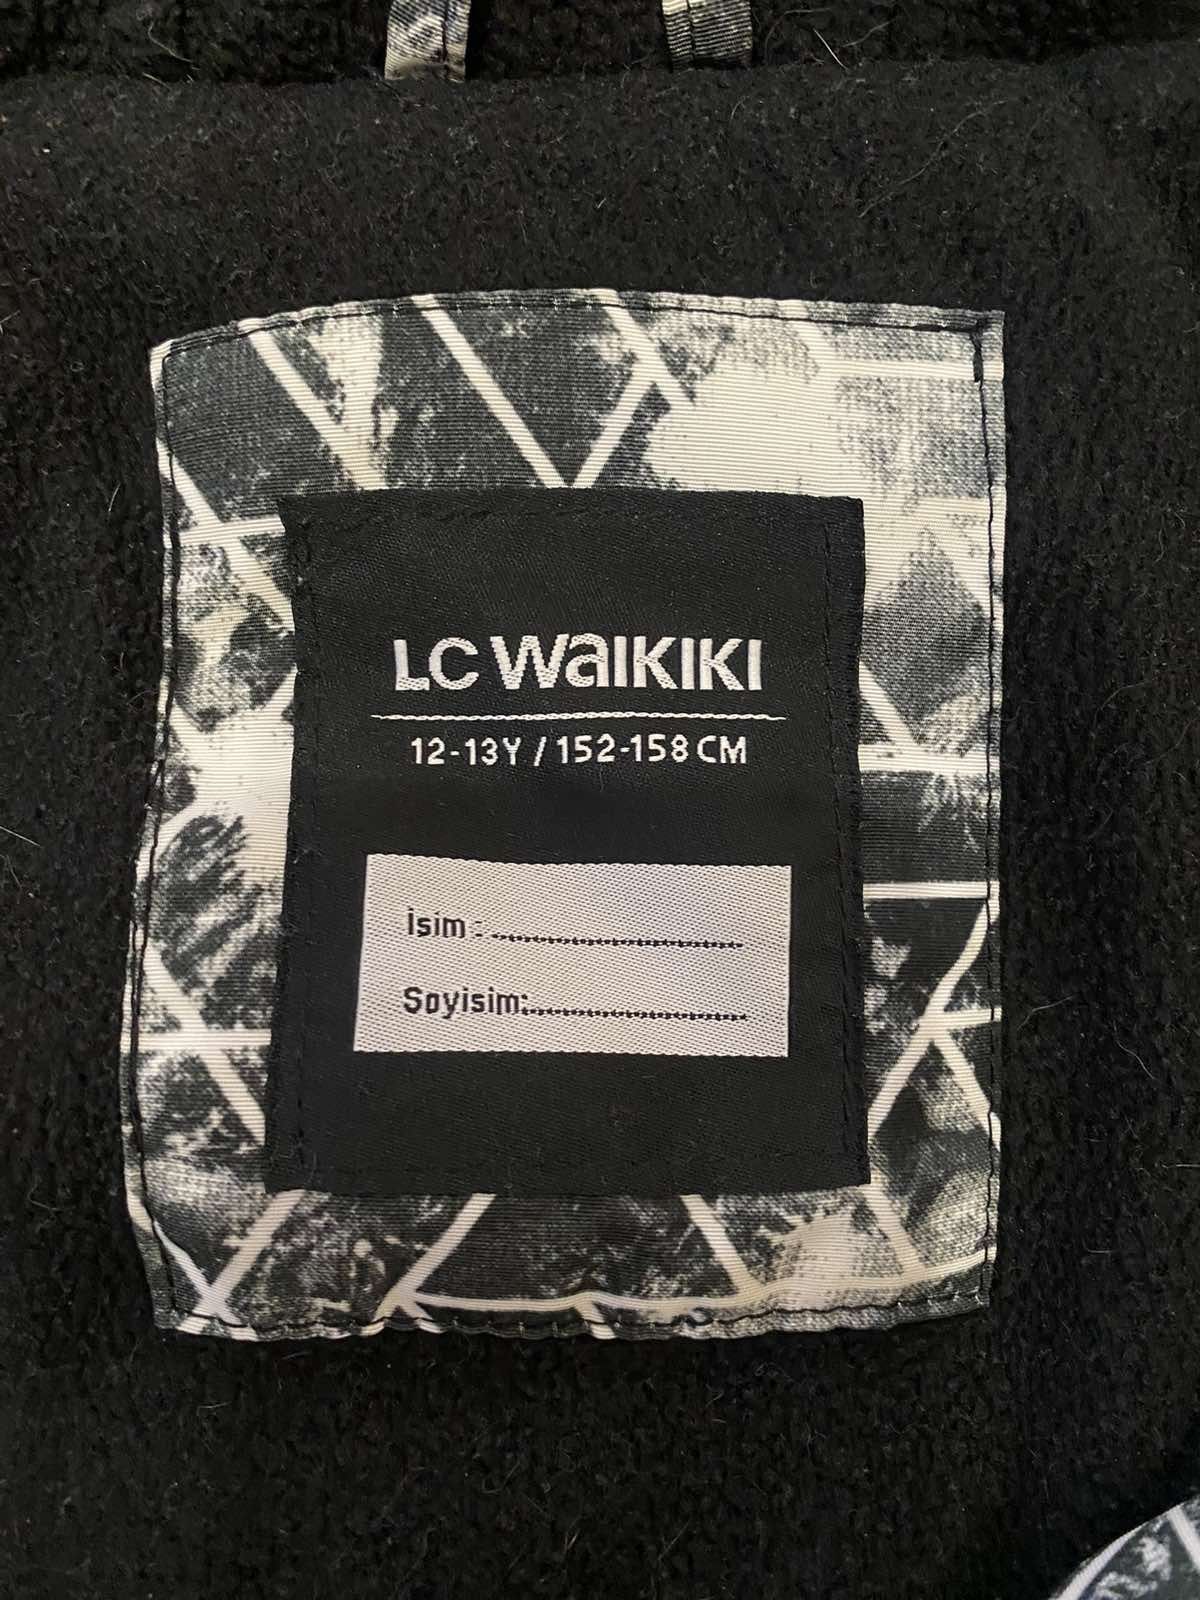 LC WAIKIKI
12-13Y / 152-158 CM
İsim :
Soyisim: